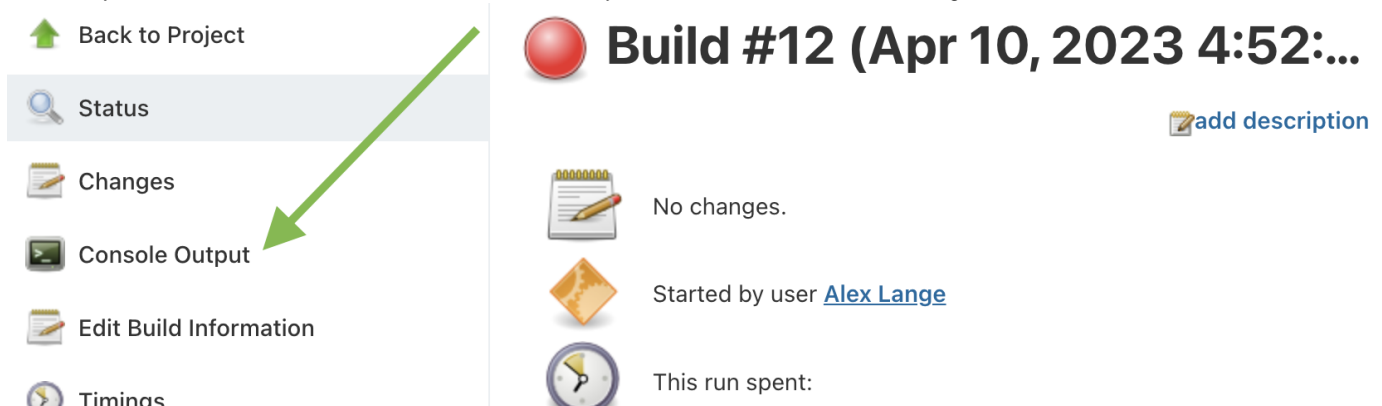 Back to Project
Status
Changes
Console Output
Edit Build Information
Timings
Build #12 (Apr 10, 2023 4:52:...
add description
No changes.
Started by user Alex Lange
This run spent: